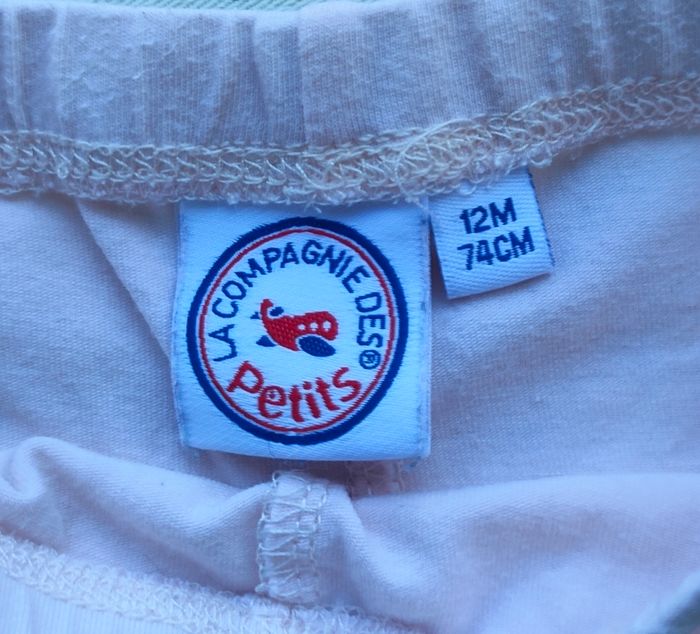 LA COMPAGNIE DES®
Petits
12M
74CM